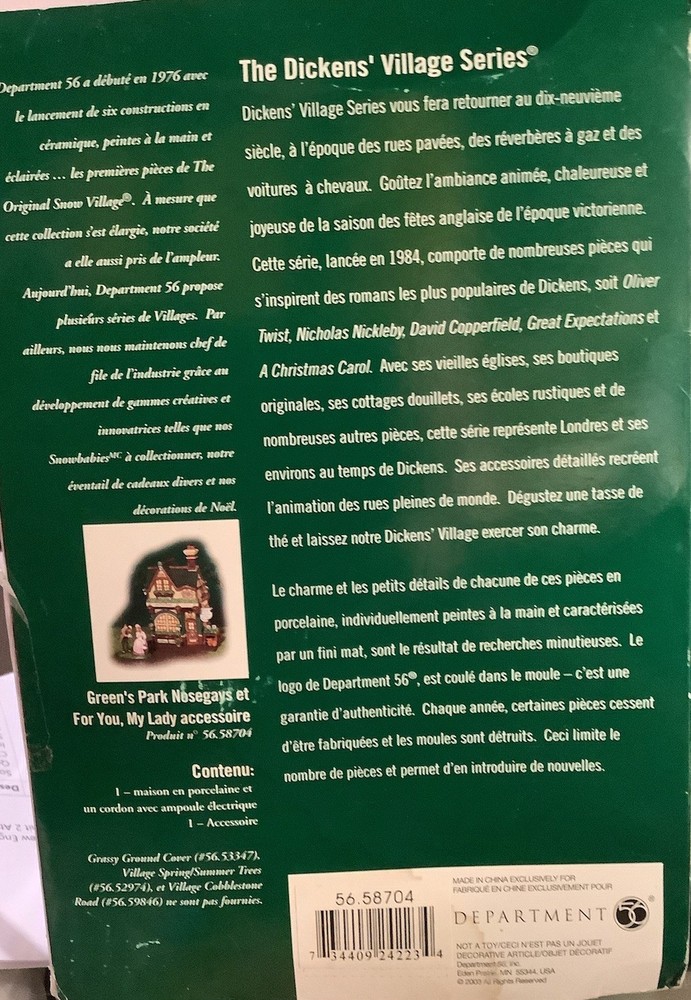 Department 56 a débuté en 1976 avec
le lancement de six constructions en
céramique, peintes à la main et
éclairées ... les premières pièces de The
Original Snow Village®. À mesure que
cette collection s'est élargie, notre société
a elle aussi pris de l'ampleur.
Aujourd'hui, Department 56 propose
plusieurs séries de Villages. Par
ailleurs, nous nous maintenons chef de
file de l'industrie grâce au
développement de gammes créatives et
innovatrices telles que nos
Snowbabies MC à collectionner, notre
éventail de cadeaux divers et nos
décorations de Noël.
Green's Park Nosegays et
For You, My Lady accessoire
Produit n° 56.58704
Contenu:
1 – maison en porcelaine et
un cordon avec ampoule électrique
1 – Accessoire
Grassy Ground Cover (#56.53347),
Village Spring/Summer Trees
(#56.52974), et Village Cobblestone
Road (#56.59846) ne sont pas fournies.
The Dickens' Village Series®
Dickens' Village Series vous fera retourner au dix-neuvième
siècle, à l'époque des rues pavées, des réverbères à gaz et des
voitures à chevaux. Goûtez l'ambiance animée, chaleureuse et
joyeuse de la saison des fêtes anglaise de l'époque victorienne.
Cette série, lancée en 1984, comporte de nombreuses pièces qui
s'inspirent des romans les plus populaires de Dickens, soit Oliver
Twist, Nicholas Nickleby, David Copperfield, Great Expectations et
A Christmas Carol. Avec ses vieilles églises, ses boutiques
originales, ses cottages douillets, ses écoles rustiques et de
nombreuses autres pièces, cette série représente Londres et ses
environs au temps de Dickens. Ses accessoires détaillés recréent
l'animation des rues pleines de monde. Dégustez une tasse de
thé et laissez notre Dickens' Village exercer son charme.
Le charme et les petits détails de chacune de ces pièces en
porcelaine, individuellement peintes à la main et caractérisées
par un fini mat, sont le résultat de recherches minutieuses. Le
logo de Department 56®, est coulé dans le moule – c'est une
garantie d'authenticité. Chaque année, certaines pièces cessent
d'être fabriquées et les moules sont détruits. Ceci limite le
nombre de pièces et permet d'en introduire de nouvelles.
56.58704
7 34409 24223 4
MADE IN CHINA EXCLUSIVELY FOR
FABRIQUÉ EN CHINE EXCLUSIVEMENT POUR
DEPARTMENT 56®
NOT A TOY/CECI N'EST PAS UN JOUET
DECORATIVE ARTICLE/OBJET DÉCORATIF
Department 56, Inc.
Eden Prairie, MN 55344, USA
© 2003 All Rights Reserved